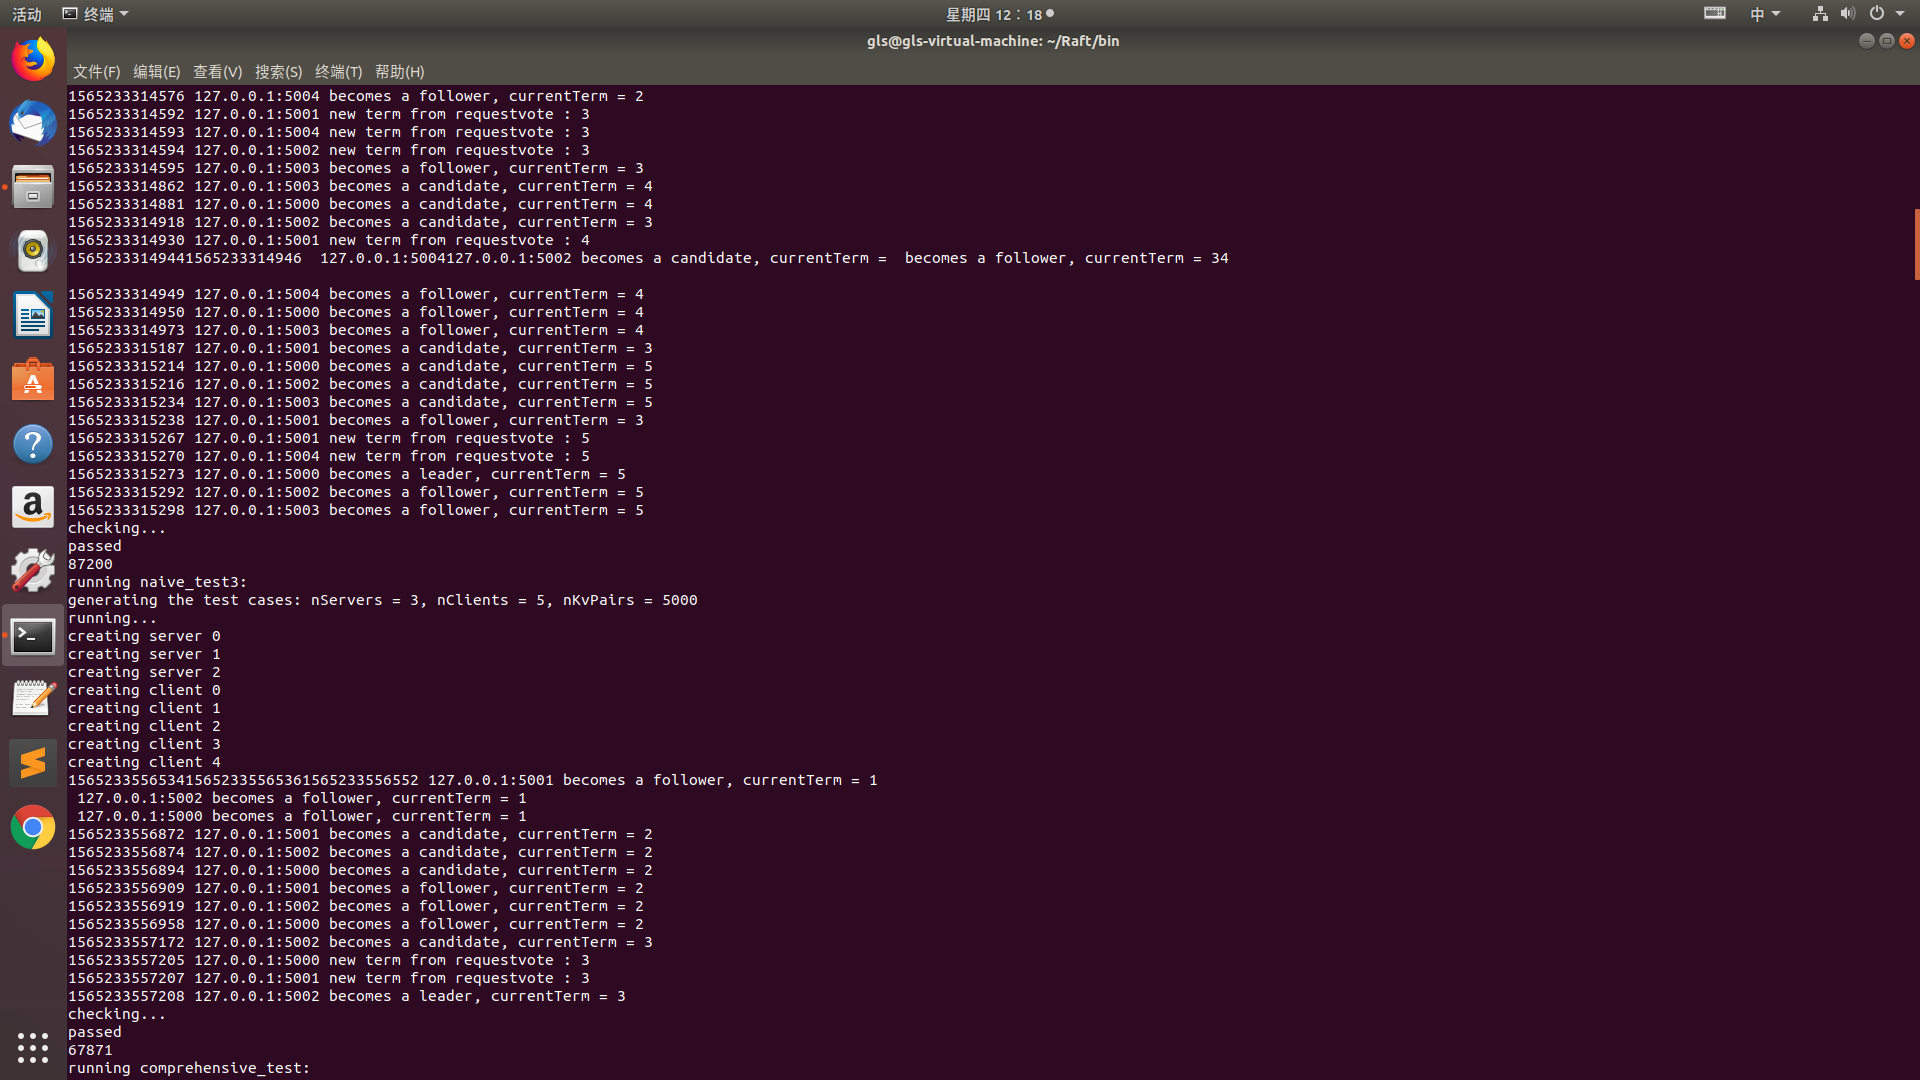 活动 终端 星期四 12：18 中
gls@gls-virtual-machine: ~/Raft/bin
文件(F) 编辑(E) 查看(V) 搜索(S) 终端(T) 帮助(H)
1565233314576 127.0.0.1:5004 becomes a follower, currentTerm = 2
1565233314592 127.0.0.1:5001 new term from requestvote : 3
1565233314593 127.0.0.1:5004 new term from requestvote : 3
1565233314594 127.0.0.1:5002 new term from requestvote : 3
1565233314595 127.0.0.1:5003 becomes a follower, currentTerm = 3
1565233314862 127.0.0.1:5003 becomes a candidate, currentTerm = 4
1565233314881 127.0.0.1:5000 becomes a candidate, currentTerm = 4
1565233314918 127.0.0.1:5002 becomes a candidate, currentTerm = 3
1565233314930 127.0.0.1:5001 new term from requestvote : 4
15652333149441565233314946  127.0.0.1:5004127.0.0.1:5002 becomes a candidate, currentTerm =  becomes a follower, currentTerm = 34
1565233314949 127.0.0.1:5004 becomes a follower, currentTerm = 4
1565233314950 127.0.0.1:5000 becomes a follower, currentTerm = 4
1565233314973 127.0.0.1:5003 becomes a follower, currentTerm = 4
1565233315187 127.0.0.1:5001 becomes a candidate, currentTerm = 3
1565233315214 127.0.0.1:5000 becomes a candidate, currentTerm = 5
1565233315216 127.0.0.1:5002 becomes a candidate, currentTerm = 5
1565233315234 127.0.0.1:5003 becomes a candidate, currentTerm = 5
1565233315238 127.0.0.1:5001 becomes a follower, currentTerm = 3
1565233315267 127.0.0.1:5001 new term from requestvote : 5
1565233315270 127.0.0.1:5004 new term from requestvote : 5
1565233315273 127.0.0.1:5000 becomes a leader, currentTerm = 5
1565233315292 127.0.0.1:5002 becomes a follower, currentTerm = 5
1565233315298 127.0.0.1:5003 becomes a follower, currentTerm = 5
checking...
passed
87200
running naive_test3:
generating the test cases: nServers = 3, nClients = 5, nKvPairs = 5000
running...
creating server 0
creating server 1
creating server 2
creating client 0
creating client 1
creating client 2
creating client 3
creating client 4
156523355653415652335565361565233556552 127.0.0.1:5001 becomes a follower, currentTerm = 1
 127.0.0.1:5002 becomes a follower, currentTerm = 1
 127.0.0.1:5000 becomes a follower, currentTerm = 1
1565233556872 127.0.0.1:5001 becomes a candidate, currentTerm = 2
1565233556874 127.0.0.1:5002 becomes a candidate, currentTerm = 2
1565233556894 127.0.0.1:5000 becomes a candidate, currentTerm = 2
1565233556909 127.0.0.1:5001 becomes a follower, currentTerm = 2
1565233556919 127.0.0.1:5002 becomes a follower, currentTerm = 2
1565233556958 127.0.0.1:5000 becomes a follower, currentTerm = 2
1565233557172 127.0.0.1:5002 becomes a candidate, currentTerm = 3
1565233557205 127.0.0.1:5000 new term from requestvote : 3
1565233557207 127.0.0.1:5001 new term from requestvote : 3
1565233557208 127.0.0.1:5002 becomes a leader, currentTerm = 3
checking...
passed
67871
running comprehensive_test: